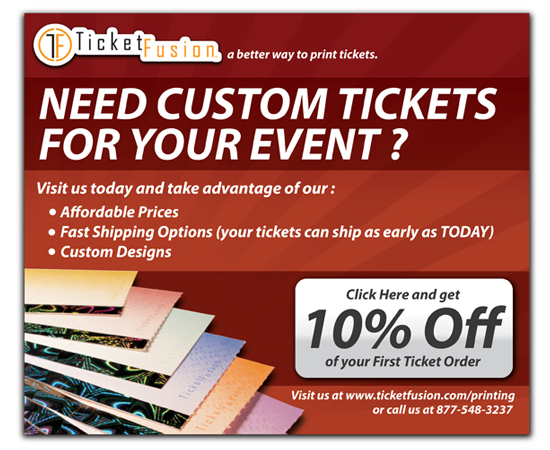 TF TicketFusion
a better way to print tickets.
NEED CUSTOM TICKETS
FOR YOUR EVENT ?
Visit us today and take advantage of our :
• Affordable Prices
• Fast Shipping Options (your tickets can ship as early as TODAY)
• Custom Designs
Click Here and get
10% Off
of your First Ticket Order
Visit us at www.ticketfusion.com/printing
or call us at 877-548-3237